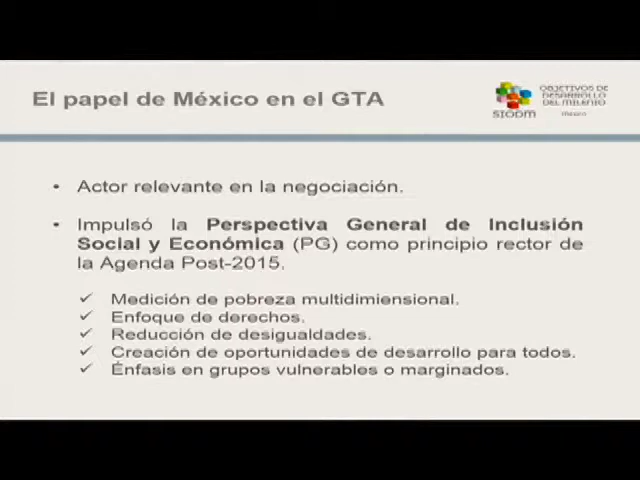 El papel de México en el GTA
OBJETIVOS DE
DESARROLLO
DEL MILENIO
SIODM
México
• Actor relevante en la negociación.
• Impulsó la Perspectiva General de Inclusión
Social y Económica (PG) como principio rector de
la Agenda Post-2015,
✓ Medición de pobreza multidimiensional.
✓ Enfoque de derechos.
✓ Reducción de desigualdades.
✓ Creación de oportunidades de desarrollo para todos.
✓ Énfasis en grupos vulnerables o marginados.